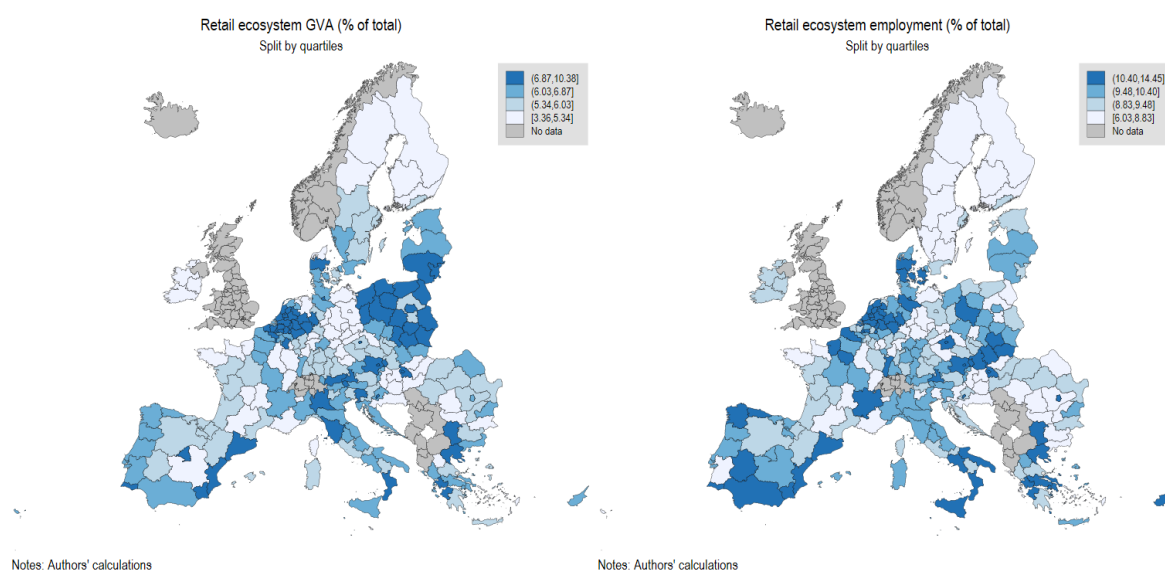 Retail ecosystem GVA (% of total)
Split by quartiles
(6.87,10.38]
(6.03,6.87]
(5.34,6.03]
[3.36,5.34]
No data
Notes: Authors' calculations
Retail ecosystem employment (% of total)
Split by quartiles
(10.40,14.45]
(9.48,10.40]
(8.83,9.48]
[6.03,8.83]
No data
Notes: Authors' calculations